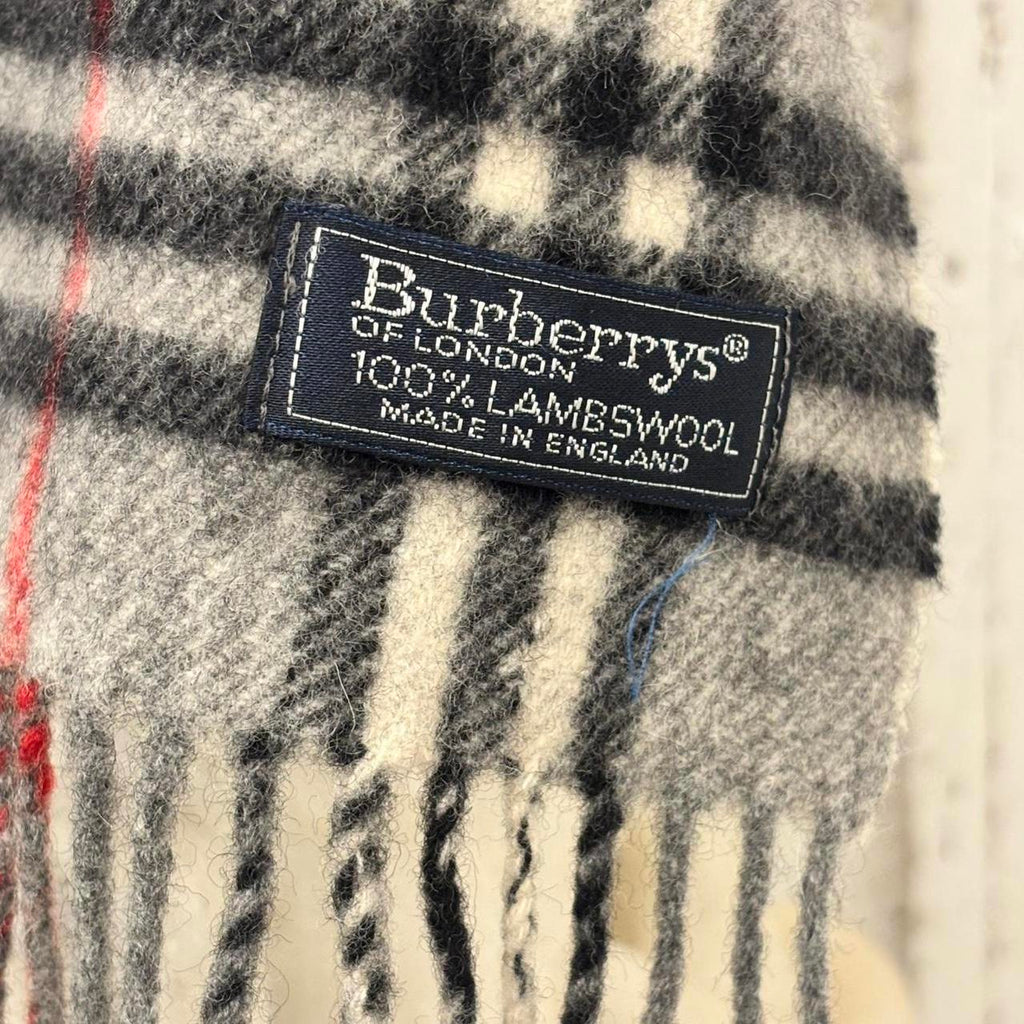 Burberrys®
OF LONDON
100% LAMBSWOOL
MADE IN ENGLAND